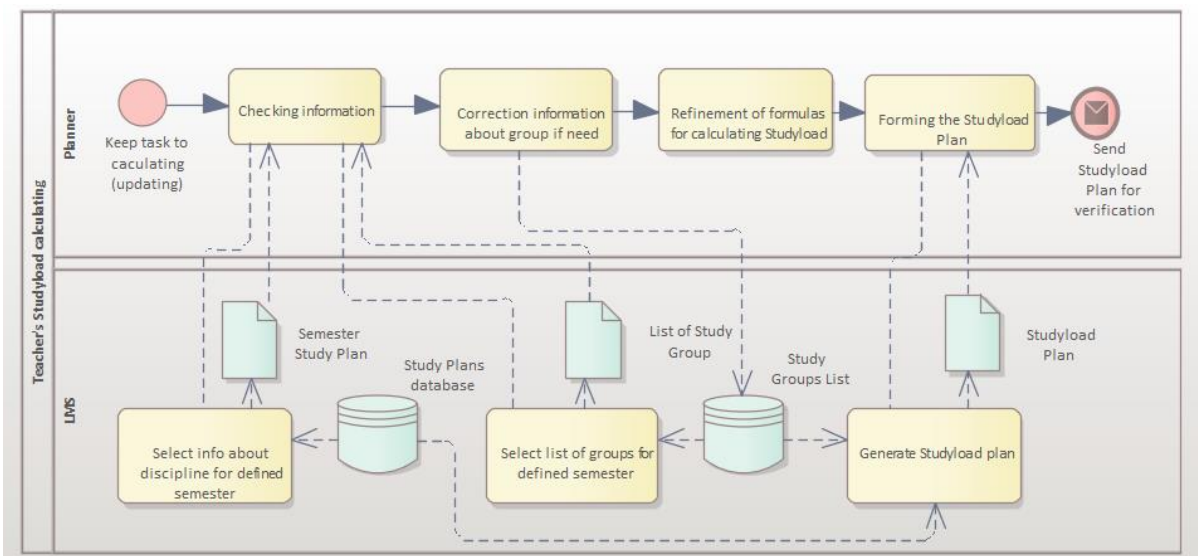 Teacher's Studyload calculating
Planner
Keep task to
caculating
(updating)
Checking information
Correction information
about group if need
Refinement of formulas
for calculating Studyload
Forming the Studyload
Plan
Send
Studyload
Plan for
verification
LMS
Semester
Study Plan
Study Plans
database
List of Study
Group
Study
Groups List
Studyload
Plan
Select info about
discipline for defined
semester
Select list of groups for
defined semester
Generate Studyload plan